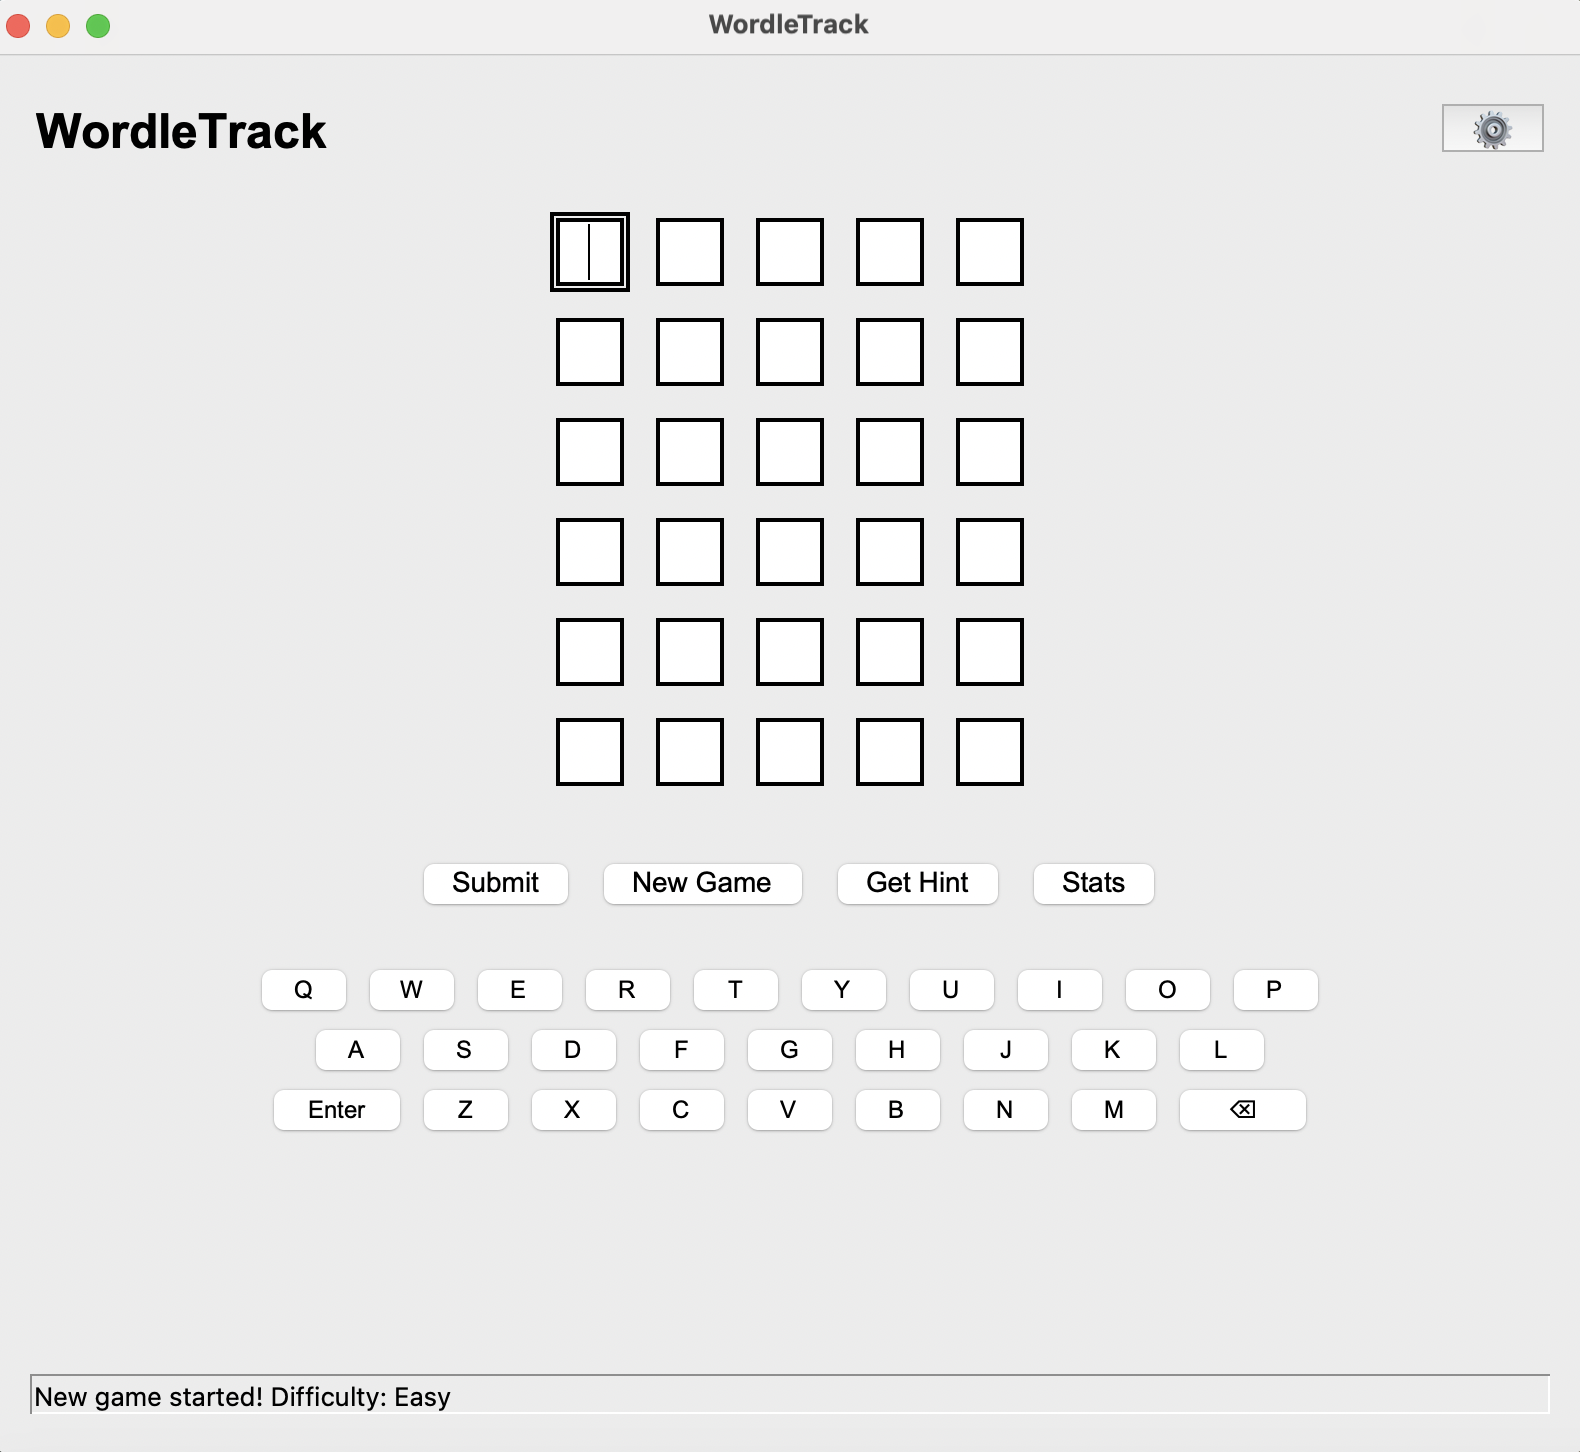 WordleTrack
WordleTrack
Submit New Game Get Hint Stats
Q W E R T Y U I O P
A S D F G H J K L
Enter Z X C V B N M ⌫
New game started! Difficulty: Easy